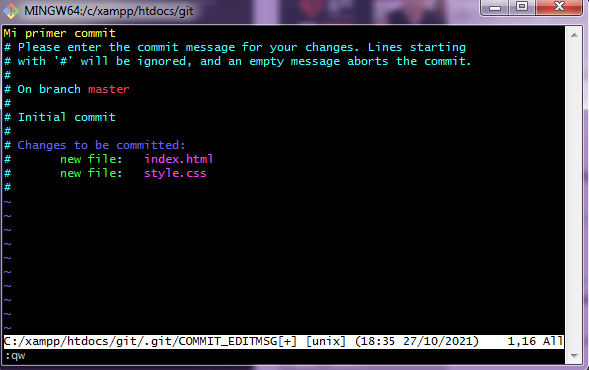 MINGW64:/c/xampp/htdocs/git
Mi primer commit
# Please enter the commit message for your changes. Lines starting
# with '#' will be ignored, and an empty message aborts the commit.
#
# On branch master
#
# Initial commit
#
# Changes to be committed:
#       new file:   index.html
#       new file:   style.css
#
~
~
~
~
~
~
~
~
~
~
C:/xampp/htdocs/git/.git/COMMIT_EDITMSG[+] [unix] (18:35 27/10/2021)    1,16 All
:qw